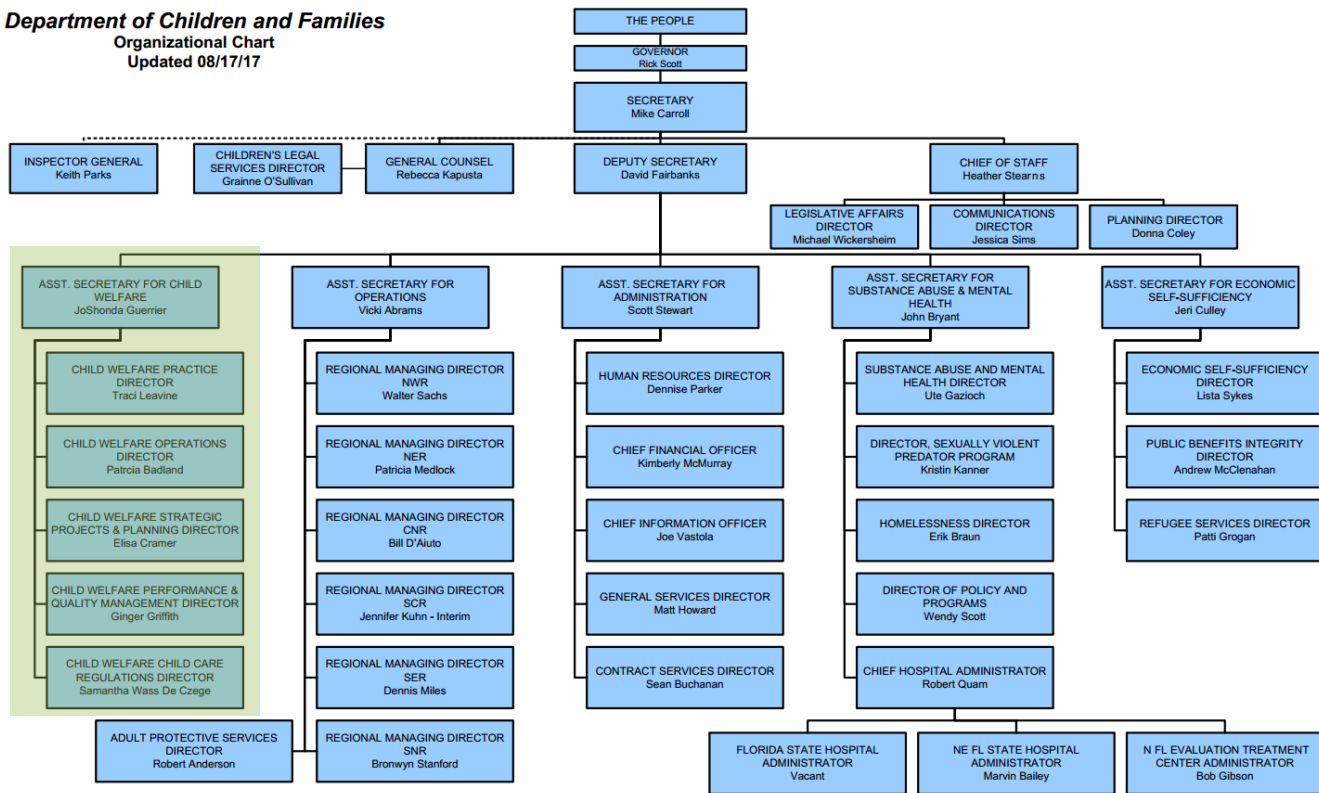 Department of Children and Families
Organizational Chart
Updated 08/17/17
THE PEOPLE
GOVERNOR
Rick Scott
SECRETARY
Mike Carroll
INSPECTOR GENERAL
Keith Parks
CHILDREN'S LEGAL
SERVICES DIRECTOR
Grainne O'Sullivan
GENERAL COUNSEL
Rebecca Kapusta
DEPUTY SECRETARY
David Fairbanks
CHIEF OF STAFF
Heather Stearns
LEGISLATIVE AFFAIRS
DIRECTOR
Michael Wickersheim
COMMUNICATIONS
DIRECTOR
Jessica Sims
PLANNING DIRECTOR
Donna Coley
ASST. SECRETARY FOR CHILD
WELFARE
JoShonda Guerrier
CHILD WELFARE PRACTICE
DIRECTOR
Traci Leavine
CHILD WELFARE OPERATIONS
DIRECTOR
Patrcia Badland
CHILD WELFARE STRATEGIC
PROJECTS & PLANNING DIRECTOR
Elisa Cramer
CHILD WELFARE PERFORMANCE &
QUALITY MANAGEMENT DIRECTOR
Ginger Griffith
CHILD WELFARE CHILD CARE
REGULATIONS DIRECTOR
Samantha Wass De Czege
ASST. SECRETARY FOR
OPERATIONS
Vicki Abrams
REGIONAL MANAGING DIRECTOR
NWR
Walter Sachs
REGIONAL MANAGING DIRECTOR
NER
Patricia Medlock
REGIONAL MANAGING DIRECTOR
CNR
Bill D'Aiuto
REGIONAL MANAGING DIRECTOR
SCR
Jennifer Kuhn - Interim
REGIONAL MANAGING DIRECTOR
SER
Dennis Miles
ADULT PROTECTIVE SERVICES
DIRECTOR
Robert Anderson
REGIONAL MANAGING DIRECTOR
SNR
Bronwyn Stanford
ASST. SECRETARY FOR
ADMINISTRATION
Scott Stewart
HUMAN RESOURCES DIRECTOR
Dennise Parker
CHIEF FINANCIAL OFFICER
Kimberly McMurray
CHIEF INFORMATION OFFICER
Joe Vastola
GENERAL SERVICES DIRECTOR
Matt Howard
CONTRACT SERVICES DIRECTOR
Sean Buchanan
ASST. SECRETARY FOR
SUBSTANCE ABUSE & MENTAL
HEALTH
John Bryant
SUBSTANCE ABUSE AND MENTAL
HEALTH DIRECTOR
Ute Gazioch
DIRECTOR, SEXUALLY VIOLENT
PREDATOR PROGRAM
Kristin Kanner
HOMELESSNESS DIRECTOR
Erik Braun
DIRECTOR OF POLICY AND
PROGRAMS
Wendy Scott
CHIEF HOSPITAL ADMINISTRATOR
Robert Quam
FLORIDA STATE HOSPITAL
ADMINISTRATOR
Vacant
NE FL STATE HOSPITAL
ADMINISTRATOR
Marvin Bailey
N FL EVALUATION TREATMENT
CENTER ADMINISTRATOR
Bob Gibson
ASST. SECRETARY FOR ECONOMIC
SELF-SUFFICIENCY
Jeri Culley
ECONOMIC SELF-SUFFICIENCY
DIRECTOR
Lista Sykes
PUBLIC BENEFITS INTEGRITY
DIRECTOR
Andrew McClenahan
REFUGEE SERVICES DIRECTOR
Patti Grogan